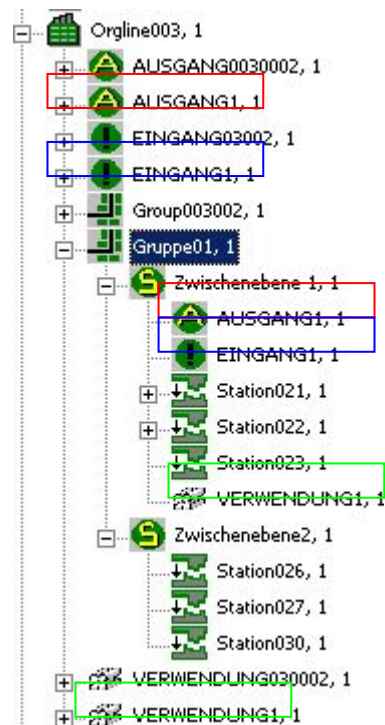 Orgline003, 1
AUSGANG0030002, 1
AUSGANG1, 1
EINGANG03002, 1
EINGANG1, 1
Group003002, 1
Gruppe01, 1
Zwischenebene 1, 1
AUSGANG1, 1
EINGANG1, 1
Station021, 1
Station022, 1
Station023, 1
VERWENDUNG1, 1
Zwischenebene2, 1
Station026, 1
Station027, 1
Station030, 1
VERWENDUNG030002, 1
VERWENDUNG1, 1